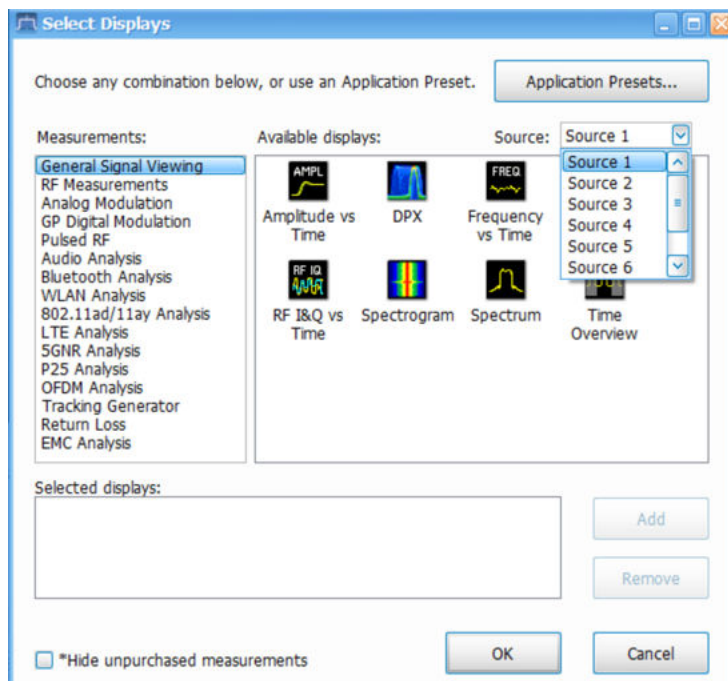 Select Displays
Choose any combination below, or use an Application Preset.
Application Presets...
Measurements:
Available displays:
Source:
Source 1
General Signal Viewing
RF Measurements
Analog Modulation
GP Digital Modulation
Pulsed RF
Audio Analysis
Bluetooth Analysis
WLAN Analysis
802.11ad/11ay Analysis
LTE Analysis
5GNR Analysis
P25 Analysis
OFDM Analysis
Tracking Generator
Return Loss
EMC Analysis
AMPL
Amplitude vs
Time
DPX
FREQ
Frequency
vs Time
Source 1
Source 2
Source 3
Source 4
Source 5
Source 6
RF IQ
RF I&Q vs
Time
Spectrogram
Spectrum
Time
Overview
Selected displays:
Add
Remove
*Hide unpurchased measurements
OK
Cancel